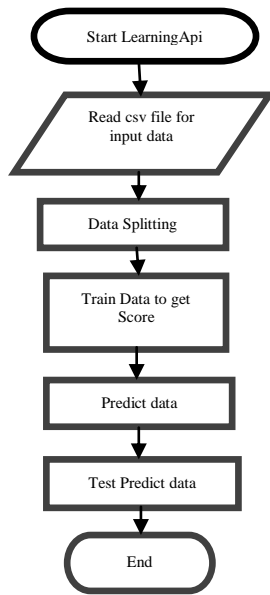 Start LearningApi
Read csv file for
input data
Data Splitting
Train Data to get
Score
Predict data
Test Predict data
End